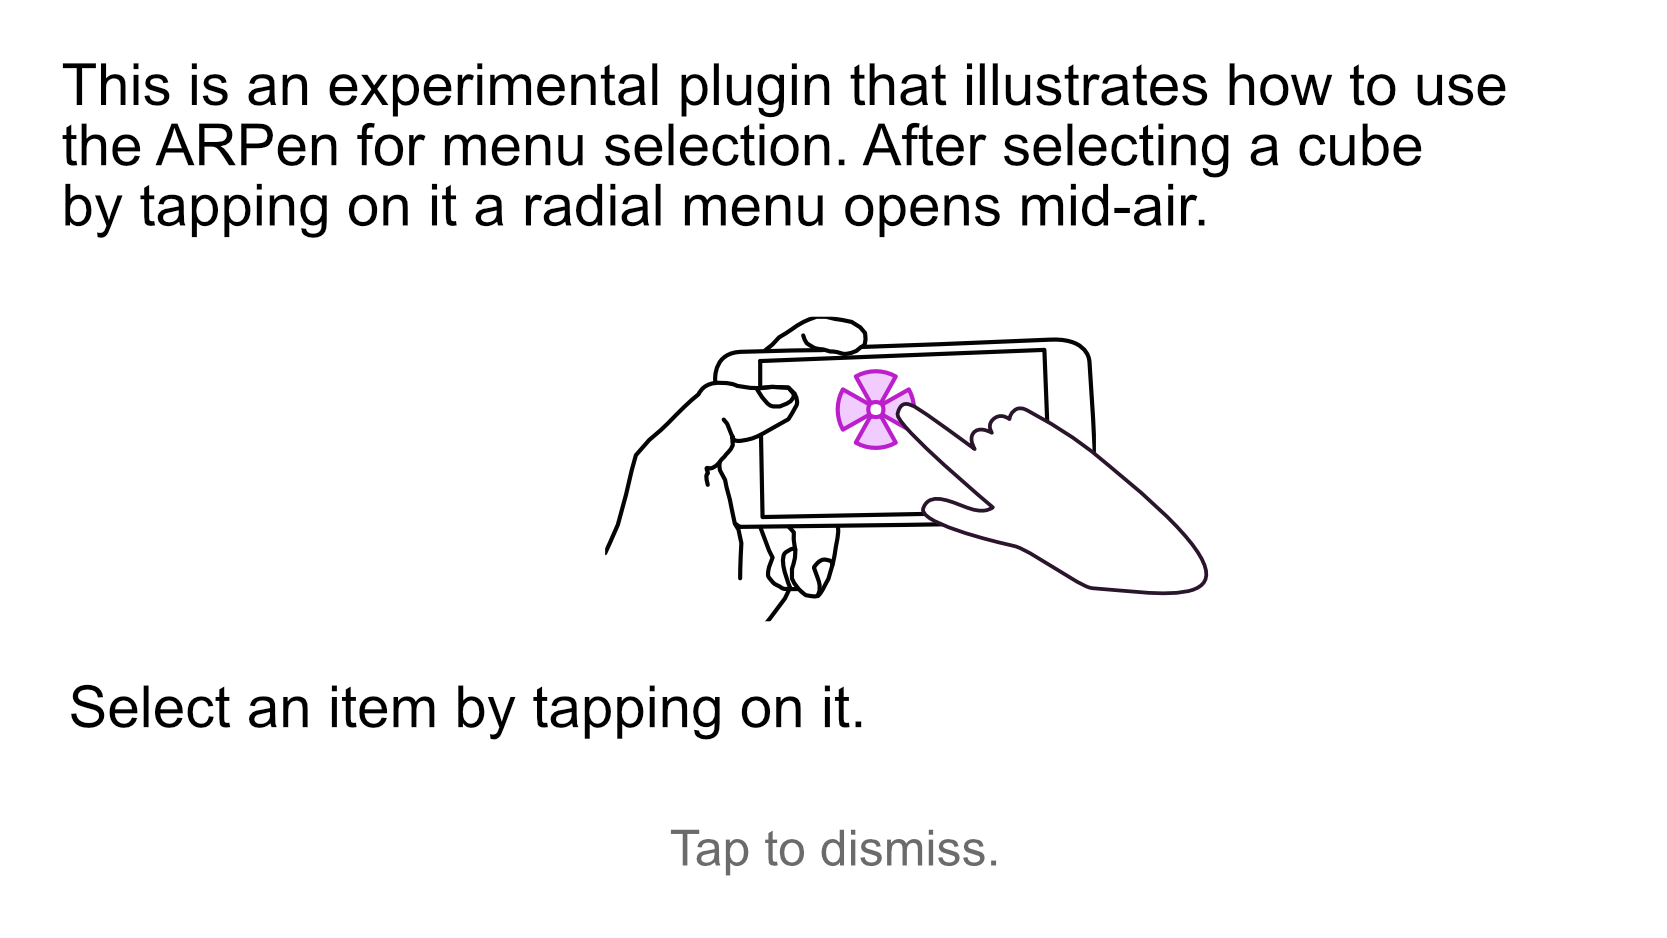 This is an experimental plugin that illustrates how to use
the ARPen for menu selection. After selecting a cube
by tapping on it a radial menu opens mid-air.
Select an item by tapping on it.
Tap to dismiss.